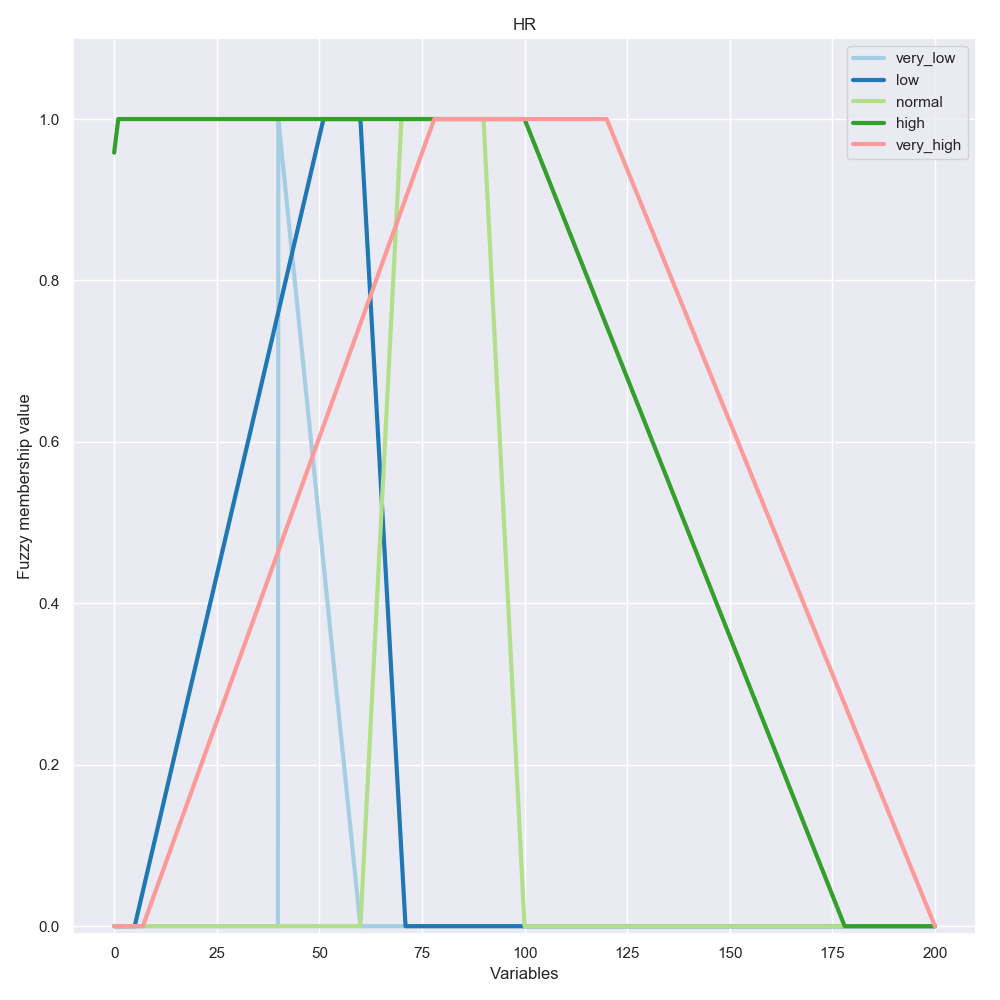 HR
very_low
low
normal
high
very_high
1.0
0.8
0.6
0.4
0.2
0.0
Fuzzy membership value
0 25 50 75 100 125 150 175 200
Variables